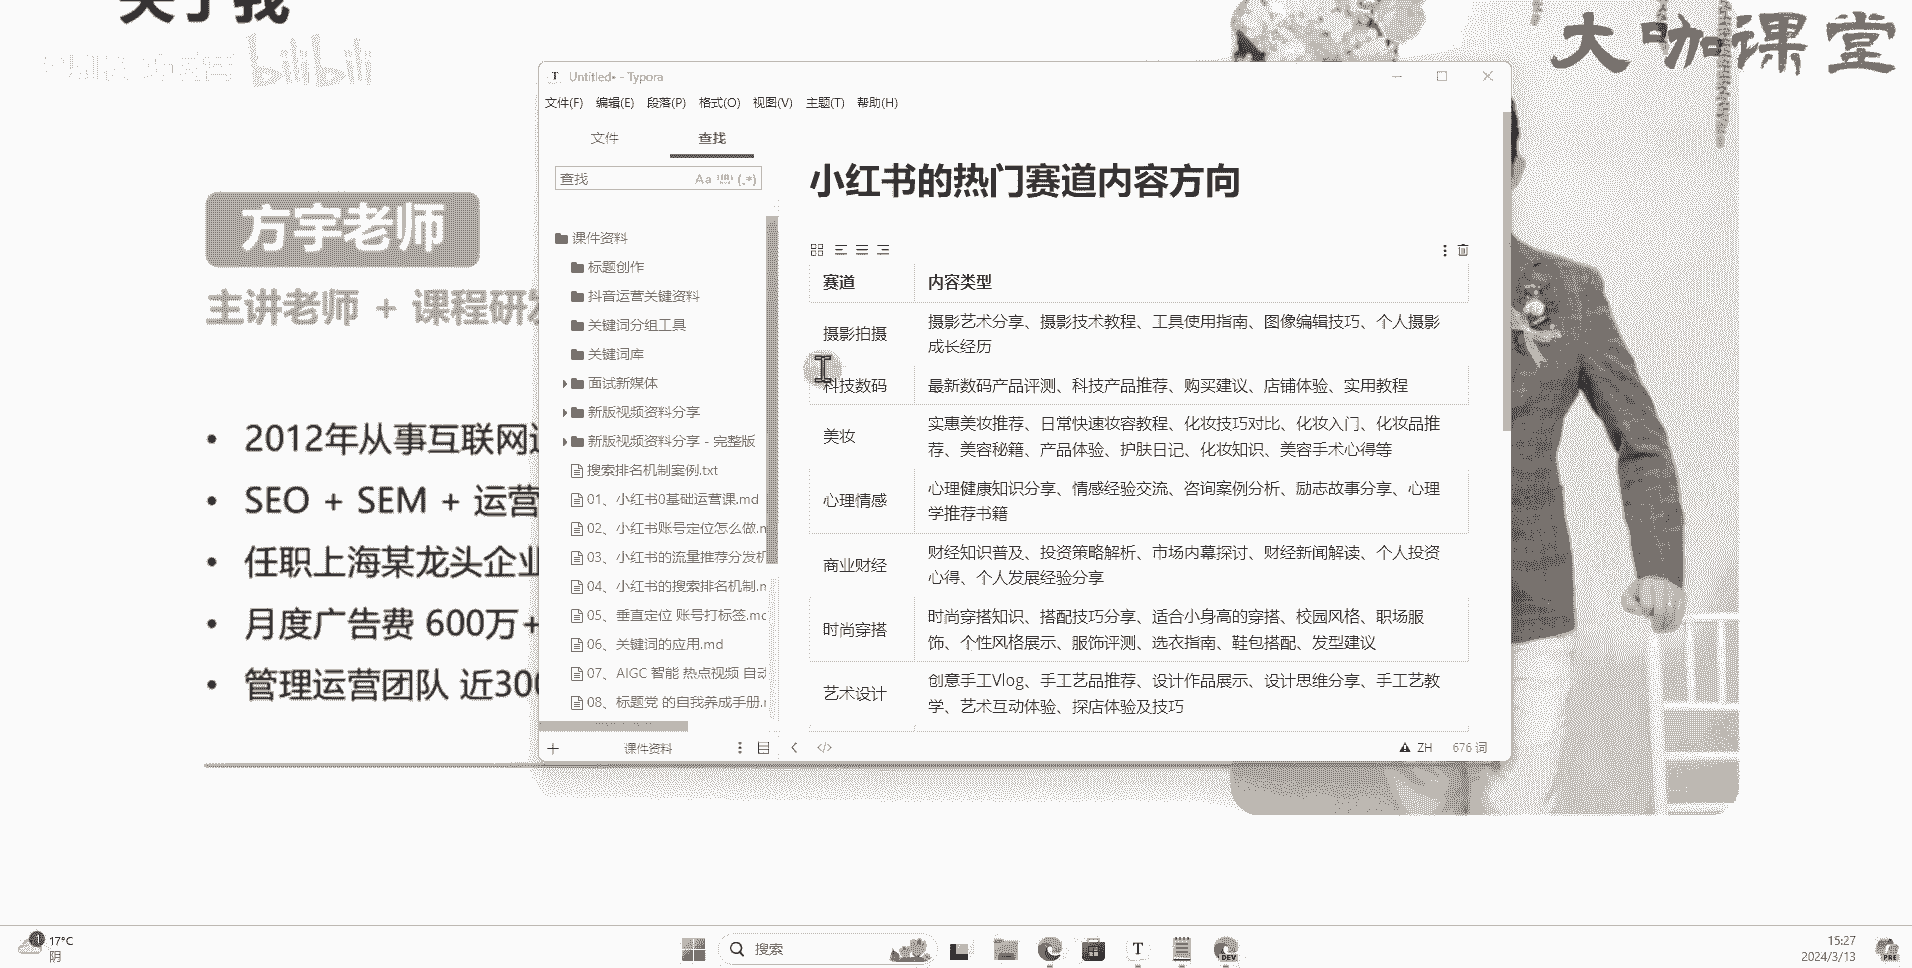 关于我
bilibili
大咖课堂
方宇老师
主讲老师 + 课程研发
2012年从事互联网
SEO + SEM + 运营
任职上海某龙头企业
月度广告费 600万+
管理运营团队 近300
Untitled• - Typora
文件(F) 编辑(E) 段落(P) 格式(O) 视图(V) 主题(T) 帮助(H)
文件 查找
查找 Aa (.*)
课件资料
标题创作
抖音运营关键资料
关键词分组工具
关键词库
面试新媒体
新版视频资料分享
新版视频资料分享 - 完整版
搜索排名机制案例.txt
01、小红书0基础运营课.md
02、小红书账号定位怎么做.m
03、小红书的流量推荐分发机
04、小红书的搜索排名机制.m
05、垂直定位 账号打标签.mc
06、关键词的应用.md
07、AIGC 智能 热点视频 自动
08、标题党 的自我养成手册.r
课件资料
小红书的热门赛道内容方向
赛道 内容类型
摄影拍摄 摄影艺术分享、摄影技术教程、工具使用指南、图像编辑技巧、个人摄影
成长经历
科技数码 最新数码产品评测、科技产品推荐、购买建议、店铺体验、实用教程
美妆 实惠美妆推荐、日常快速妆容教程、化妆技巧对比、化妆入门、化妆品推
荐、美容秘籍、产品体验、护肤日记、化妆知识、美容手术心得等
心理情感 心理健康知识分享、情感经验交流、咨询案例分析、励志故事分享、心理
学推荐书籍
商业财经 财经知识普及、投资策略解析、市场内幕探讨、财经新闻解读、个人投资
心得、个人发展经验分享
时尚穿搭 时尚穿搭知识、搭配技巧分享、适合小身高的穿搭、校园风格、职场服
饰、个性风格展示、服饰评测、选衣指南、鞋包搭配、发型建议
艺术设计 创意手工Vlog、手工艺品推荐、设计作品展示、设计思维分享、手工艺教
学、艺术互动体验、探店体验及技巧
</> ZH 676 词
1 17°C
阴
搜索
T
DEV
15:27
2024/3/13
PRE